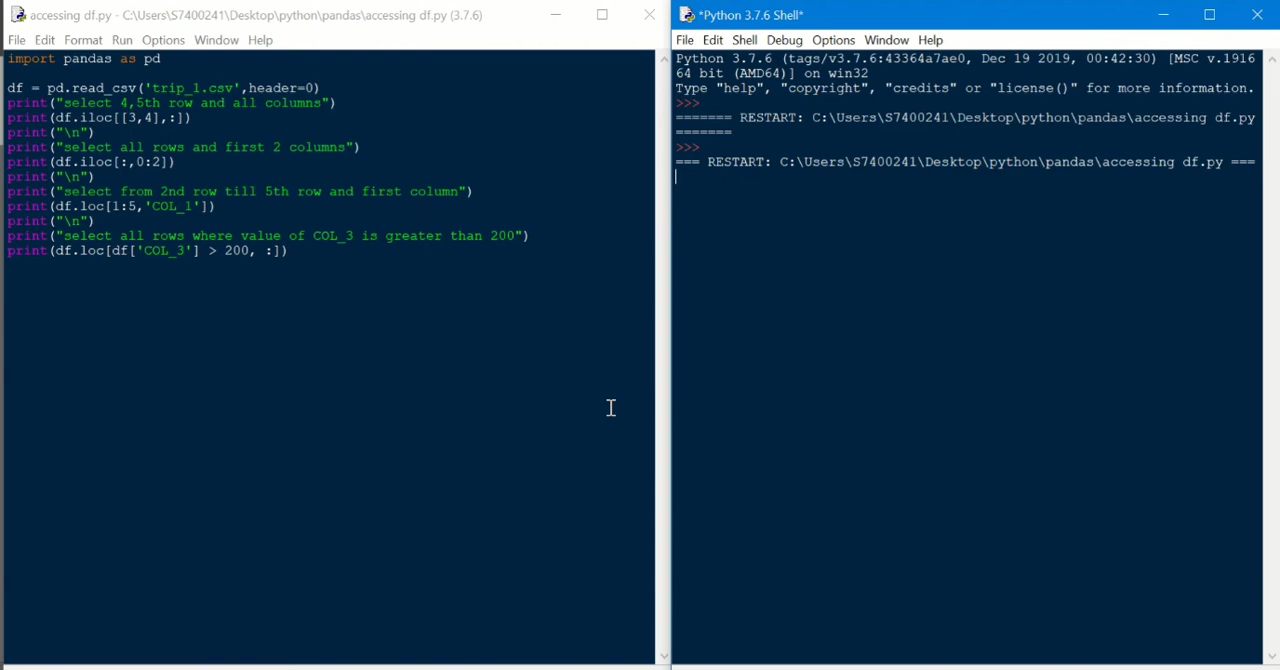 accessing df.py - C:\Users\S7400241\Desktop\python\pandas\accessing df.py (3.7.6)
File Edit Format Run Options Window Help
import pandas as pd
df = pd.read_csv('trip_1.csv',header=0)
print("select 4,5th row and all columns")
print(df.iloc[[3,4],:])
print("\n")
print("select all rows and first 2 columns")
print(df.iloc[:,0:2])
print("\n")
print("select from 2nd row till 5th row and first column")
print(df.loc[1:5,'COL_1'])
print("\n")
print("select all rows where value of COL_3 is greater than 200")
print(df.loc[df['COL_3'] > 200, :])
*Python 3.7.6 Shell*
File Edit Shell Debug Options Window Help
Python 3.7.6 (tags/v3.7.6:43364a7ae0, Dec 19 2019, 00:42:30) [MSC v.1916
64 bit (AMD64)] on win32
Type "help", "copyright", "credits" or "license()" for more information.
>>>
======= RESTART: C:\Users\S7400241\Desktop\python\pandas\accessing df.py
=======
>>>
=== RESTART: C:\Users\S7400241\Desktop\python\pandas\accessing df.py ===